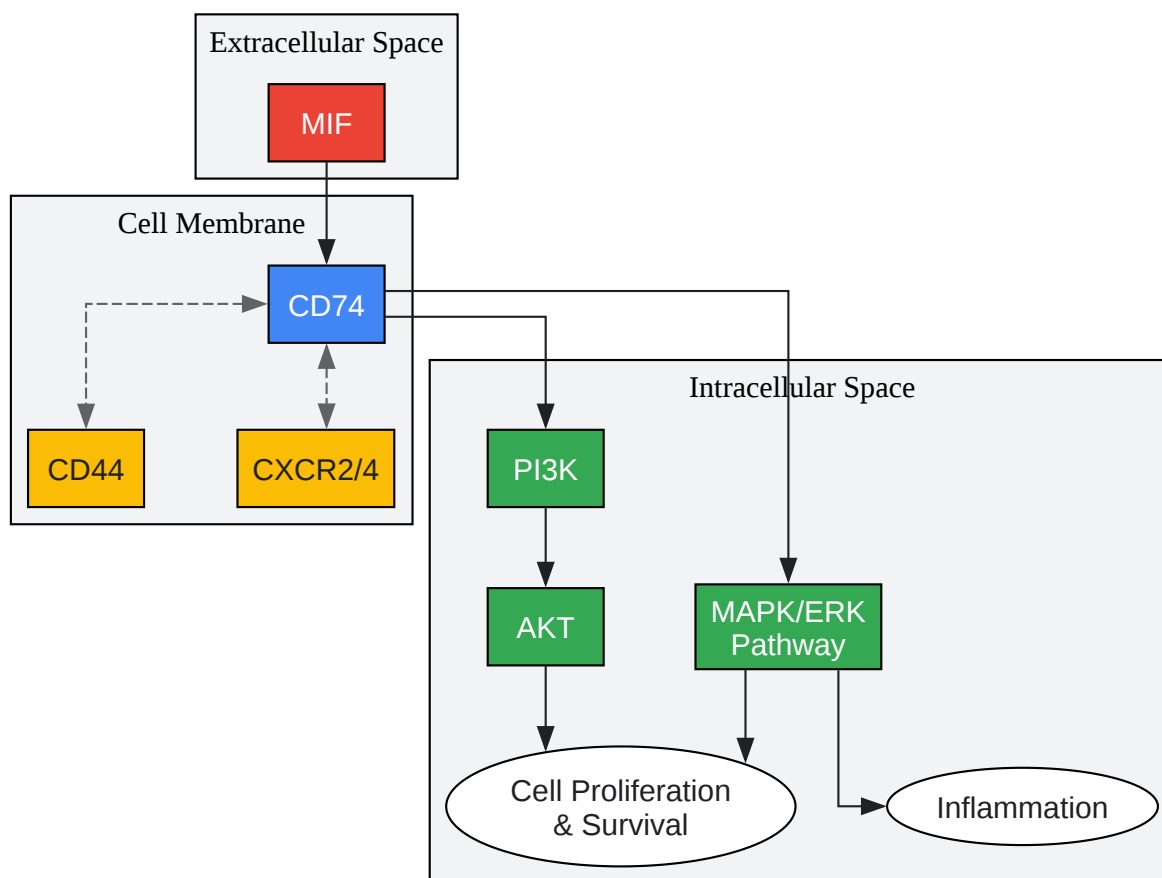 Extracellular Space
MIF
Cell Membrane
CD74
CD44
CXCR2/4
Intracellular Space
PI3K
AKT
MAPK/ERK
Pathway
Cell Proliferation
& Survival
Inflammation